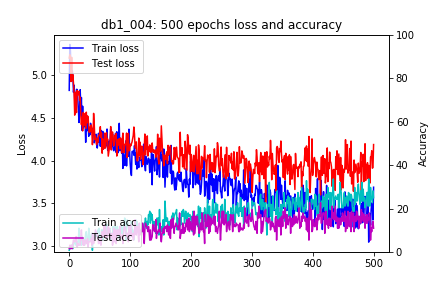 db1_004: 500 epochs loss and accuracy
Train loss
Test loss
Train acc
Test acc
Loss
5.0
4.5
4.0
3.5
3.0
Accuracy
100
80
60
40
20
0
0
100
200
300
400
500